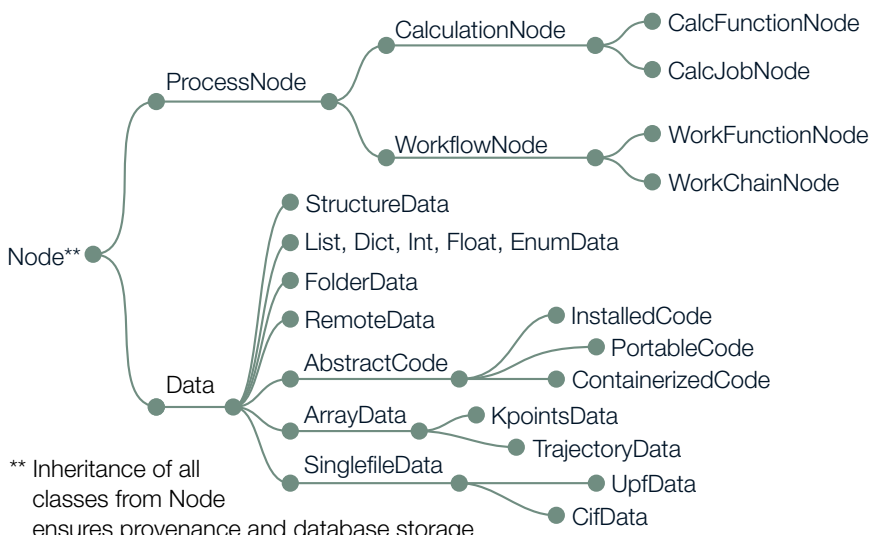 CalculationNode
CalcFunctionNode
CalcJobNode
ProcessNode
WorkflowNode
WorkFunctionNode
WorkChainNode
Node**
StructureData
List, Dict, Int, Float, EnumData
FolderData
RemoteData
InstalledCode
PortableCode
AbstractCode
ContainerizedCode
Data
ArrayData
KpointsData
TrajectoryData
SinglefileData
UpfData
CifData
** Inheritance of all
classes from Node
ensures provenance and database storage